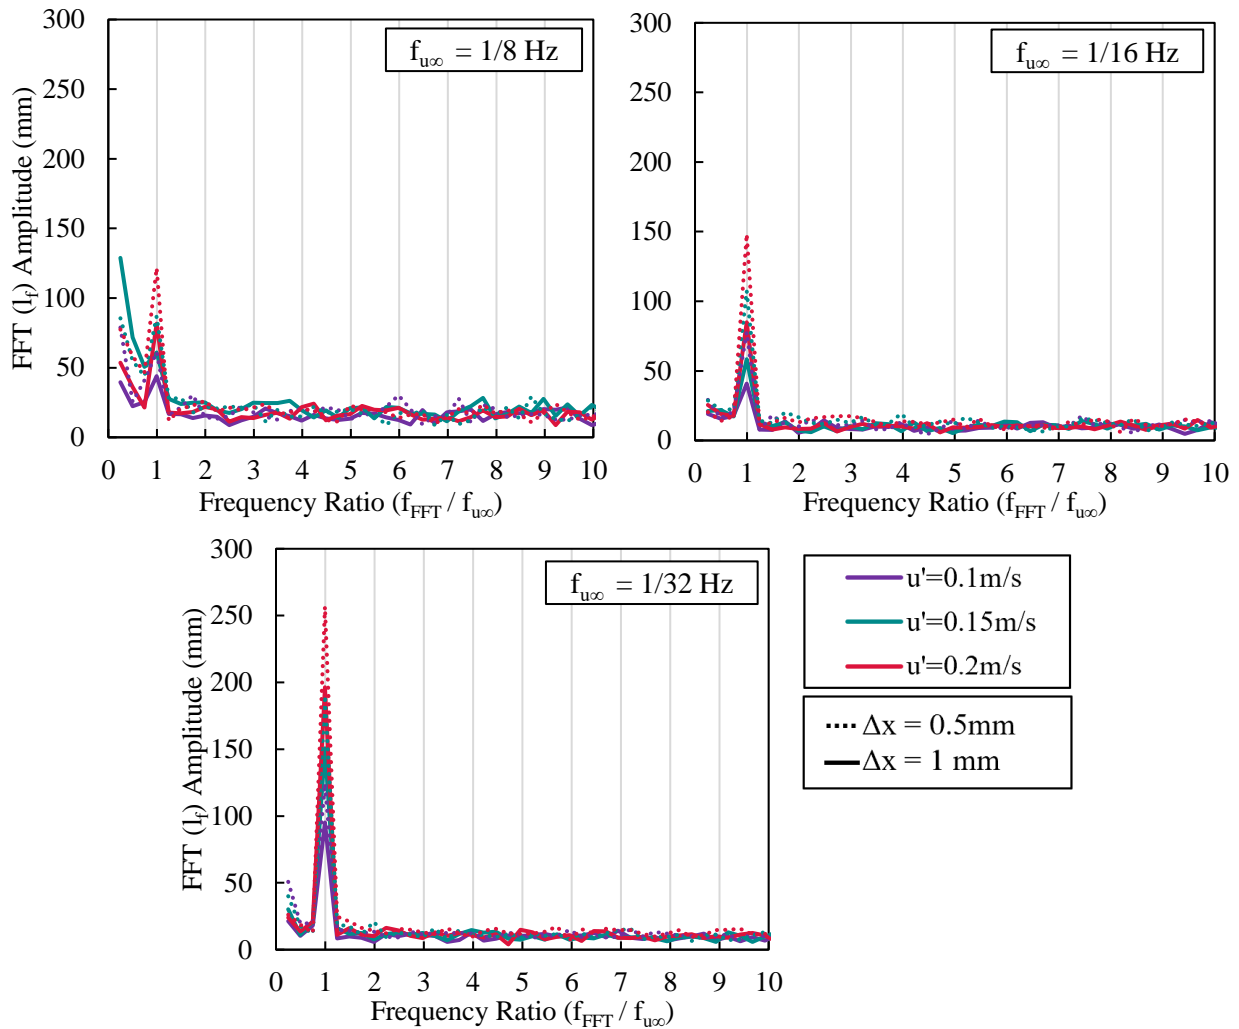 300
250
200
150
100
50
0
FFT (l_f) Amplitude (mm)
f_u∞ = 1/8 Hz
0 1 2 3 4 5 6 7 8 9 10
Frequency Ratio (f_FFT / f_u∞)
300
250
200
150
100
50
0
f_u∞ = 1/16 Hz
0 1 2 3 4 5 6 7 8 9 10
Frequency Ratio (f_FFT / f_u∞)
300
250
200
150
100
50
0
FFT (l_f) Amplitude (mm)
f_u∞ = 1/32 Hz
0 1 2 3 4 5 6 7 8 9 10
Frequency Ratio (f_FFT / f_u∞)
u'=0.1m/s
u'=0.15m/s
u'=0.2m/s
Δx = 0.5mm
Δx = 1 mm